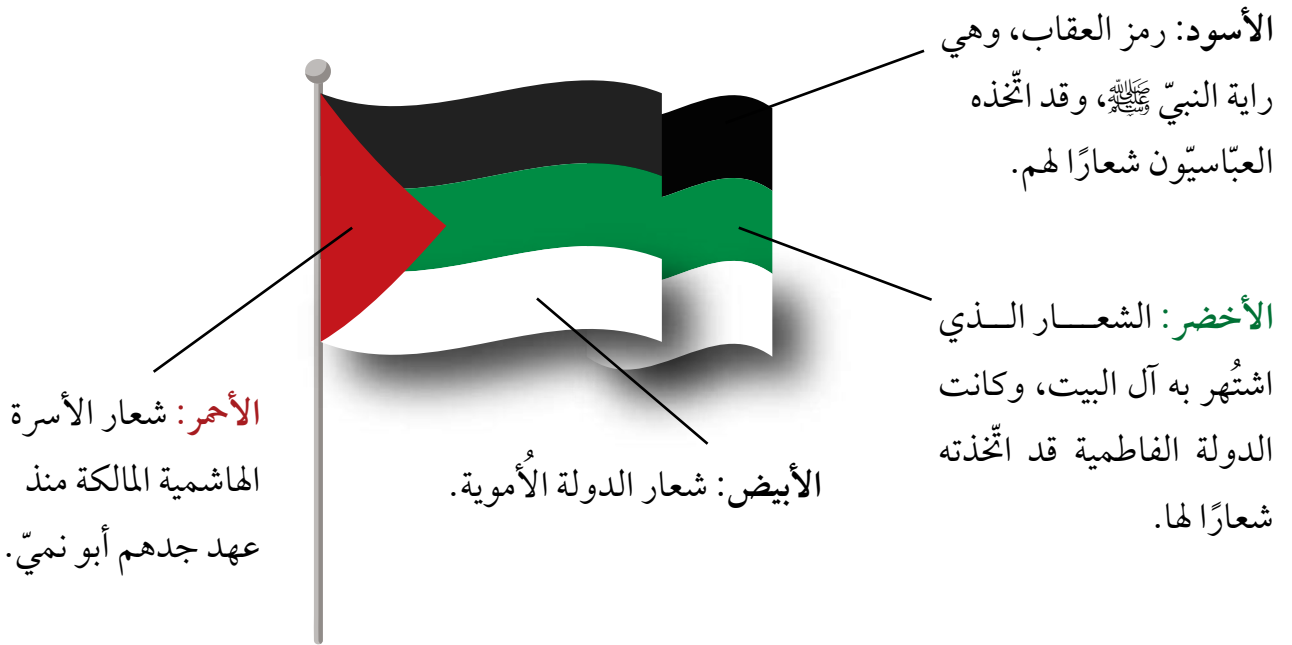 الأسود: رمز العقاب، وهي
راية النبيّ ﷺ، وقد اتّخذه
العبّاسيّون شعارًا لهم.
الأخضر: الشعـــار الــذي
اشتُهر به آل البيت، وكانت
الدولة الفاطمية قد اتّخذته
شعارًا لها.
الأبيض: شعار الدولة الأُموية.
الأحمر: شعار الأسرة
الهاشمية المالكة منذ
عهد جدهم أبو نميّ.